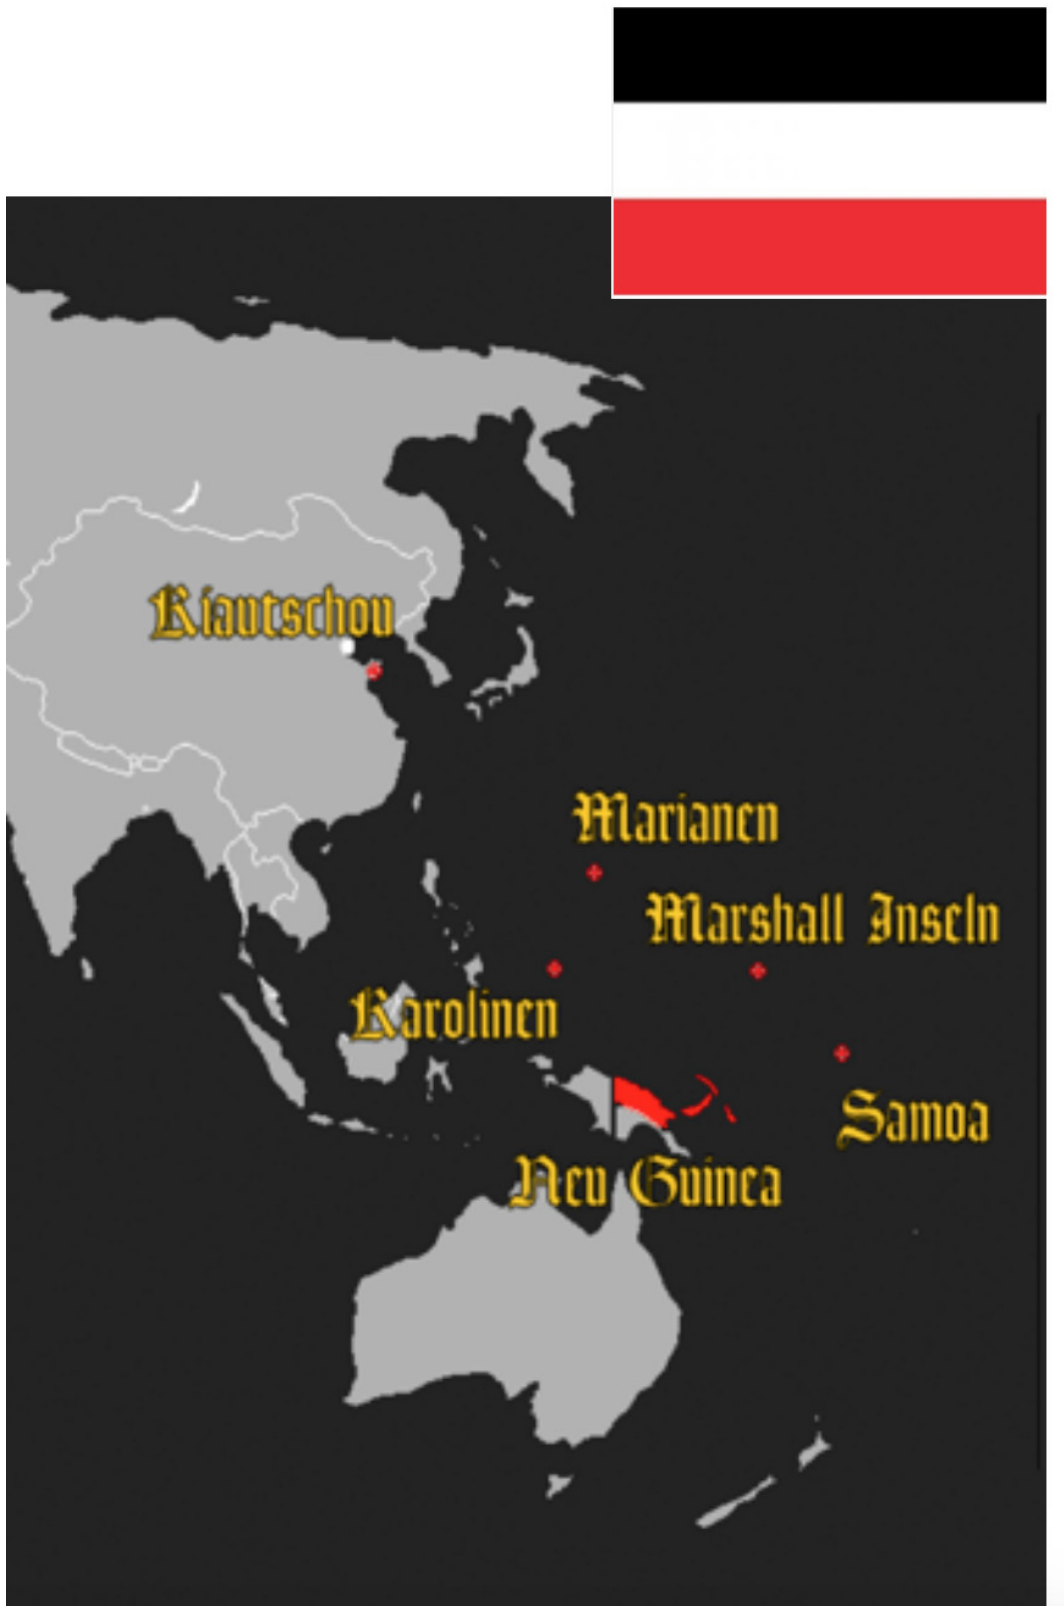 Kiautschou
Marianen
Marshall Inseln
Karolinen
Samoa
Neu Guinea